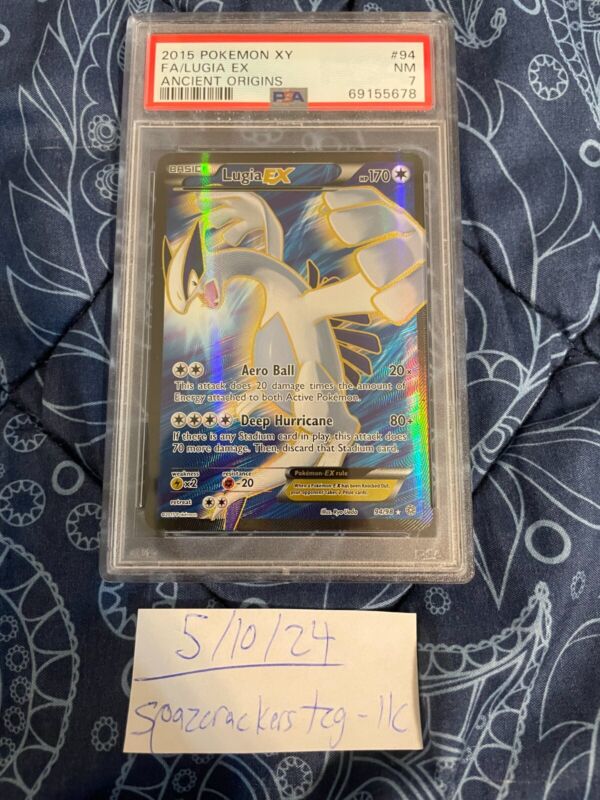 2015 POKEMON XY #94
FA/LUGIA EX NM
ANCIENT ORIGINS 7
PSA 69155678
BASIC Lugia EX HP170
Aero Ball 20×
This attack does 20 damage times the amount of
Energy attached to both Active Pokémon.
Deep Hurricane 80+
If there is any Stadium card in play, this attack does
70 more damage. Then, discard that Stadium card.
weakness resistance
×2 -20
Pokémon-EX rule
When a Pokémon-EX has been Knocked Out,
your opponent takes 2 Prize cards.
retreat
©2015 Pokémon Illus. Ryo Ueda 94/98 ★
5/10/24
spazcrackerstcg-llc